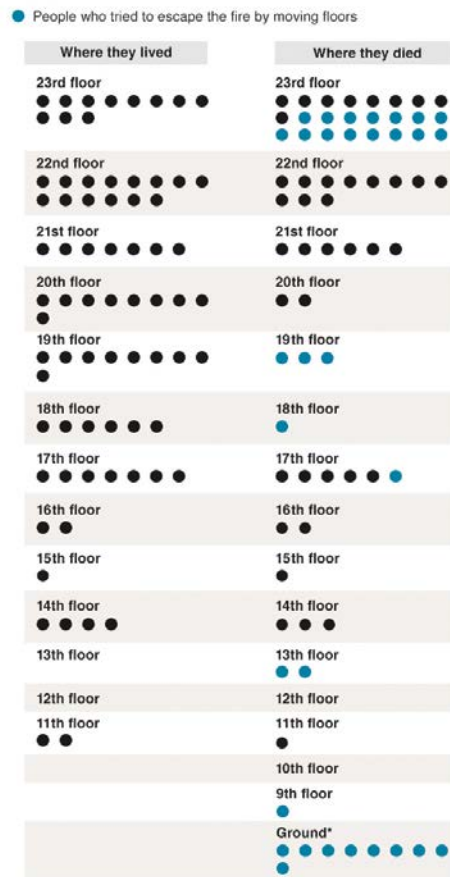 People who tried to escape the fire by moving floors
Where they lived
Where they died
23rd floor
23rd floor
22nd floor
22nd floor
21st floor
21st floor
20th floor
20th floor
19th floor
19th floor
18th floor
18th floor
17th floor
17th floor
16th floor
16th floor
15th floor
15th floor
14th floor
14th floor
13th floor
13th floor
12th floor
12th floor
11th floor
11th floor
10th floor
9th floor
Ground*